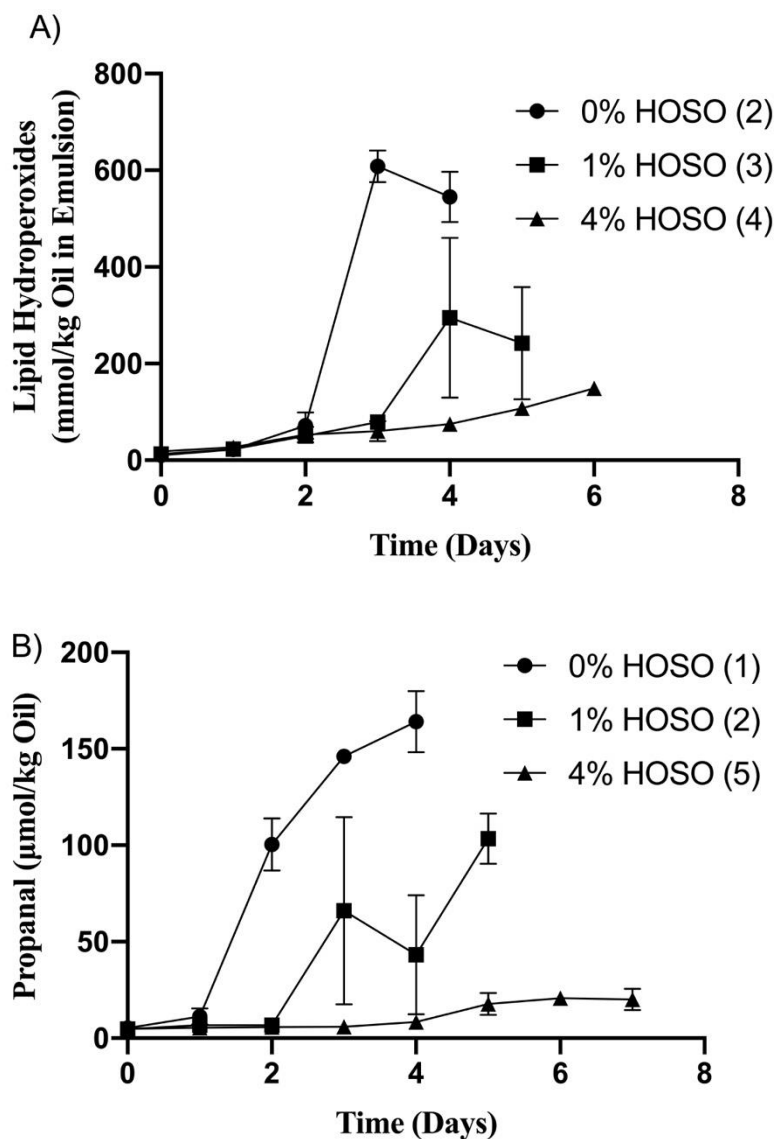 A)
Lipid Hydroperoxides
(mmol/kg Oil in Emulsion)
800
600
400
200
0
0% HOSO (2)
1% HOSO (3)
4% HOSO (4)
0 2 4 6 8
Time (Days)
B)
Propanal (μmol/kg Oil)
200
150
100
50
0
0% HOSO (1)
1% HOSO (2)
4% HOSO (5)
0 2 4 6 8
Time (Days)